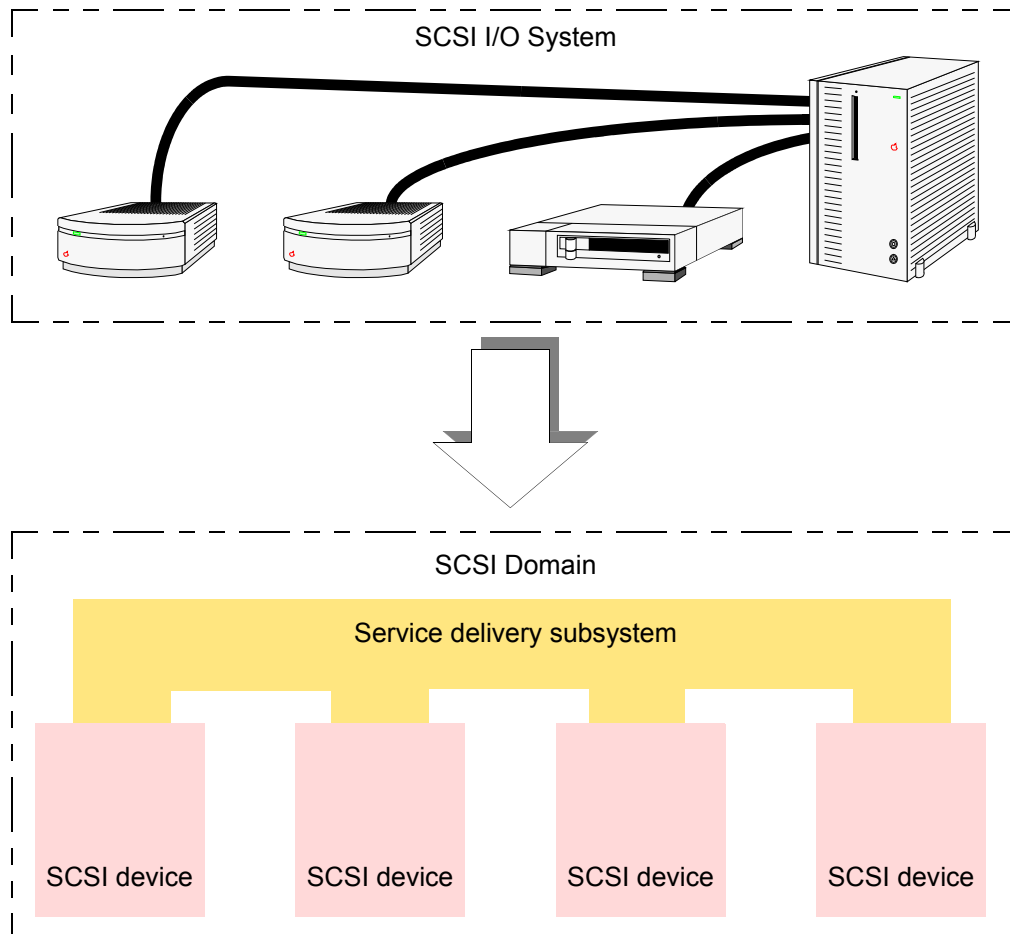 SCSI I/O System
SCSI Domain
Service delivery subsystem
SCSI device
SCSI device
SCSI device
SCSI device